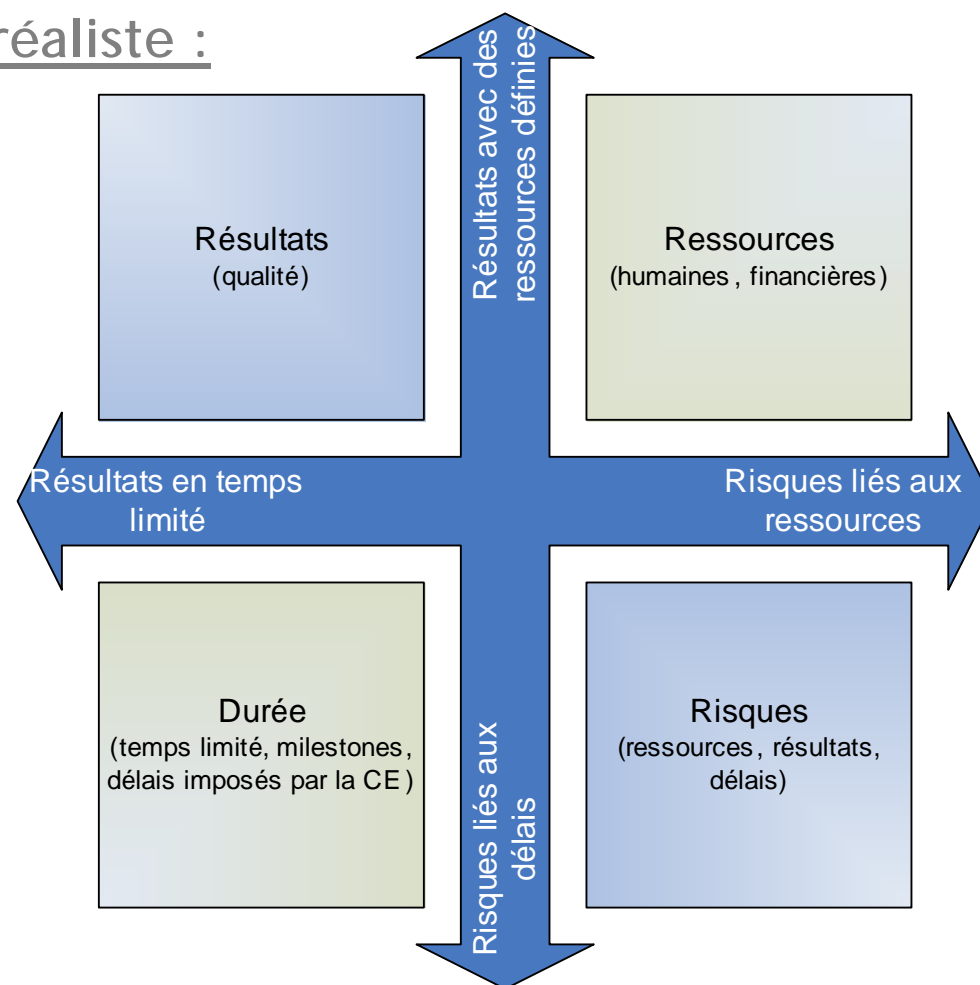 réaliste :
Résultats avec des
ressources définies
Résultats
(qualité)
Ressources
(humaines, financières)
Résultats en temps
limité
Risques liés aux
ressources
Durée
(temps limité, milestones,
délais imposés par la CE)
Risques liés aux
délais
Risques
(ressources, résultats,
délais)